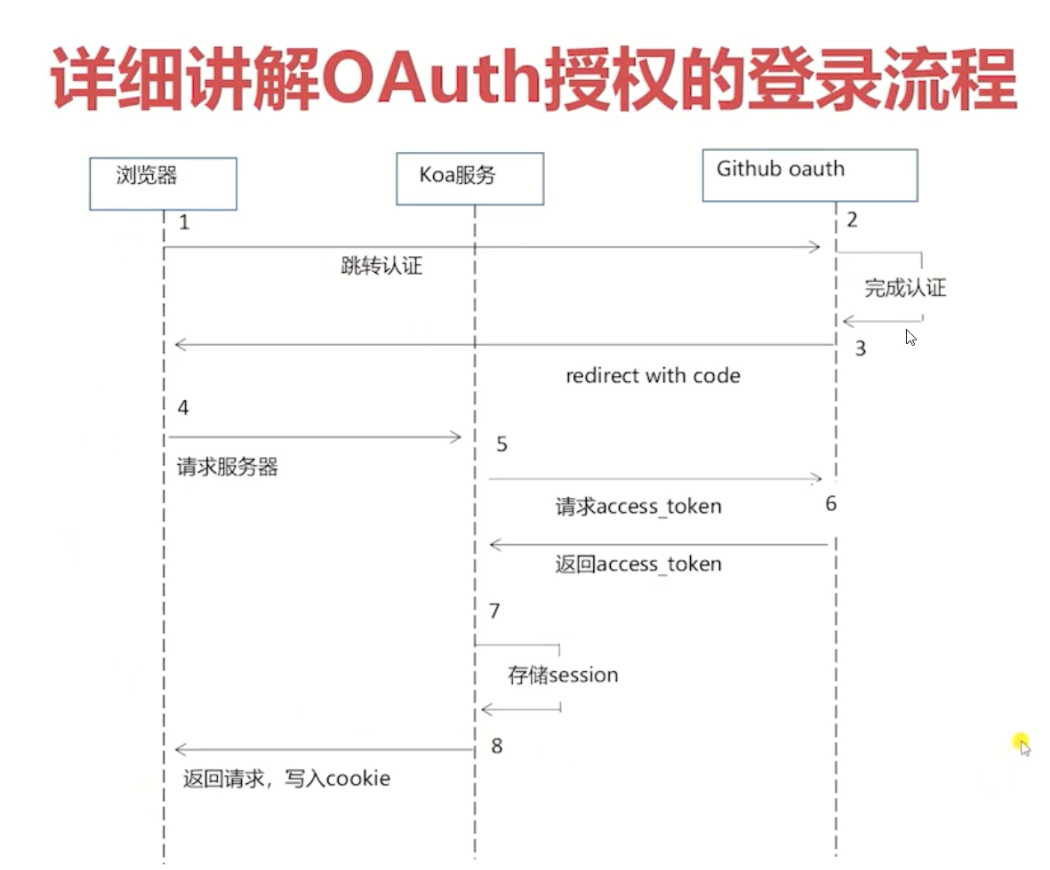 详细讲解OAuth授权的登录流程
浏览器
Koa服务
Github oauth
1
2
跳转认证
完成认证
3
redirect with code
4
5
请求服务器
请求access_token
6
返回access_token
7
存储session
8
返回请求，写入cookie